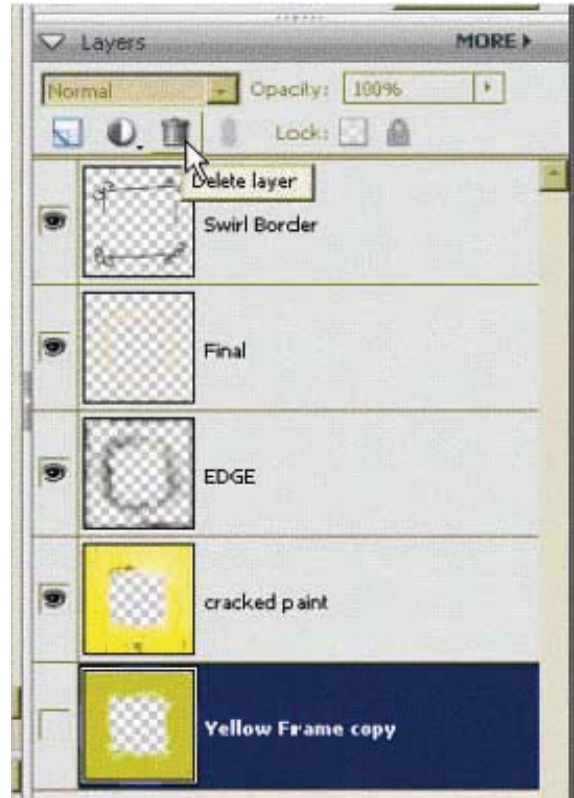 Layers MORE
Normal Opacity: 100%
Lock:
Delete layer
Swirl Border
Final
EDGE
cracked paint
Yellow Frame copy